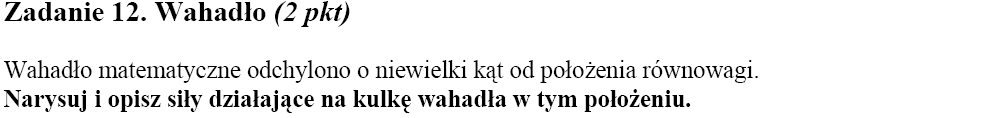 Zadanie 12. Wahadło (2 pkt)
Wahadło matematyczne odchylono o niewielki kąt od położenia równowagi.
Narysuj i opisz siły działające na kulkę wahadła w tym położeniu.